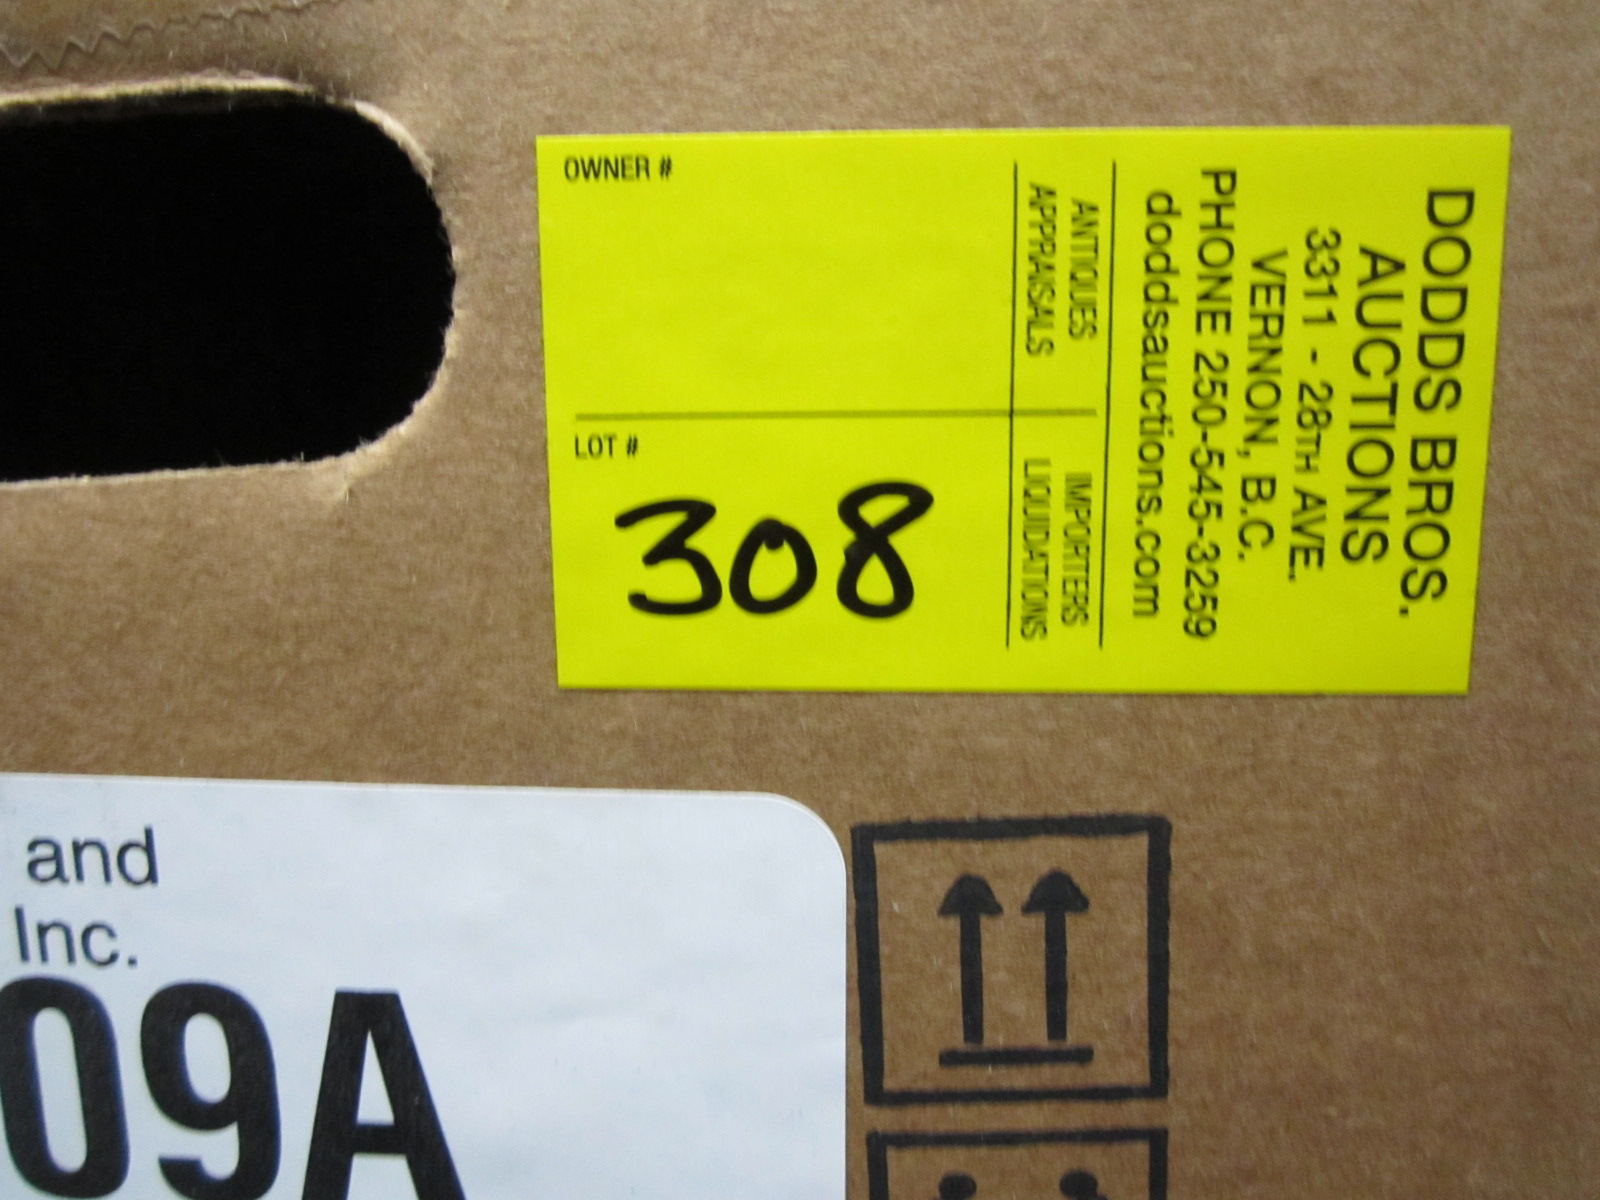 DODDS BROS.
AUCTIONS
3311 - 28TH AVE.
VERNON, B.C.
PHONE 250-545-3259
doddsauctions.com
ANTIQUES
APPRAISALS
IMPORTERS
LIQUIDATIONS
OWNER #
LOT #
308
and
Inc.
09A